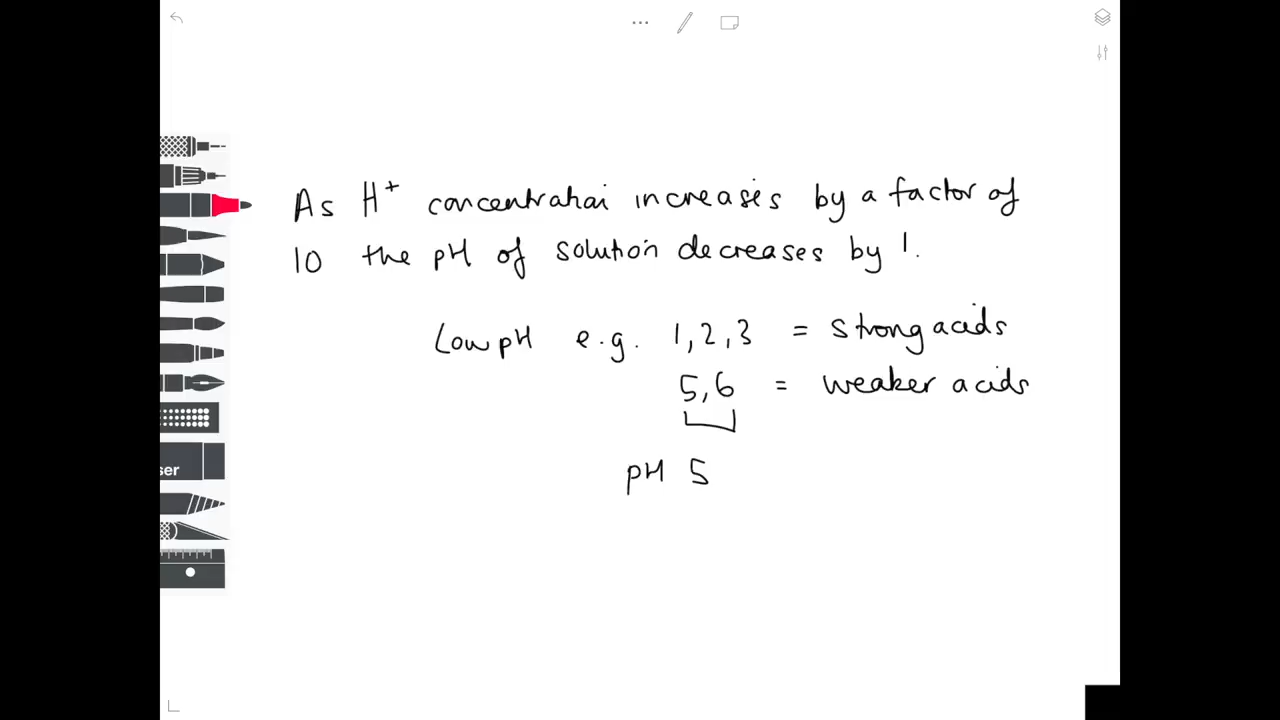 As H⁺ concentration increases by a factor of
10 the pH of solution decreases by 1.
Low pH e.g. 1,2,3 = strong acids
5,6 = weaker acids
pH 5
ser